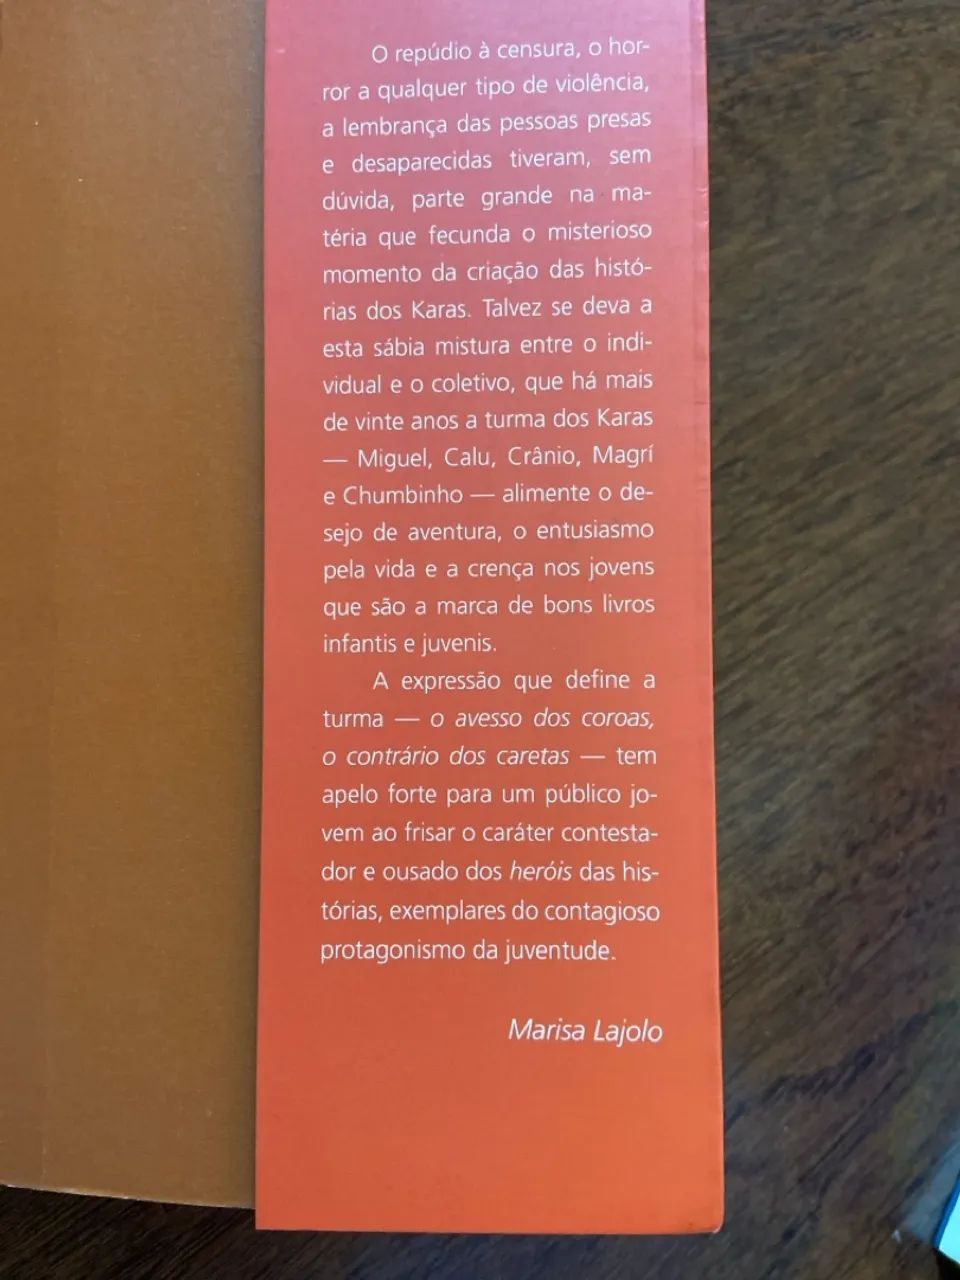 O repúdio à censura, o hor-
ror a qualquer tipo de violência,
a lembrança das pessoas presas
e desaparecidas tiveram, sem
dúvida, parte grande na ma-
téria que fecunda o misterioso
momento da criação das histó-
rias dos Karas. Talvez se deva a
esta sábia mistura entre o indi-
vidual e o coletivo, que há mais
de vinte anos a turma dos Karas
— Miguel, Calu, Crânio, Magrí
e Chumbinho — alimente o de-
sejo de aventura, o entusiasmo
pela vida e a crença nos jovens
que são a marca de bons livros
infantis e juvenis.
A expressão que define a
turma — o avesso dos coroas,
o contrário dos caretas — tem
apelo forte para um público jo-
vem ao frisar o caráter contesta-
dor e ousado dos heróis das his-
tórias, exemplares do contagioso
protagonismo da juventude.
Marisa Lajolo